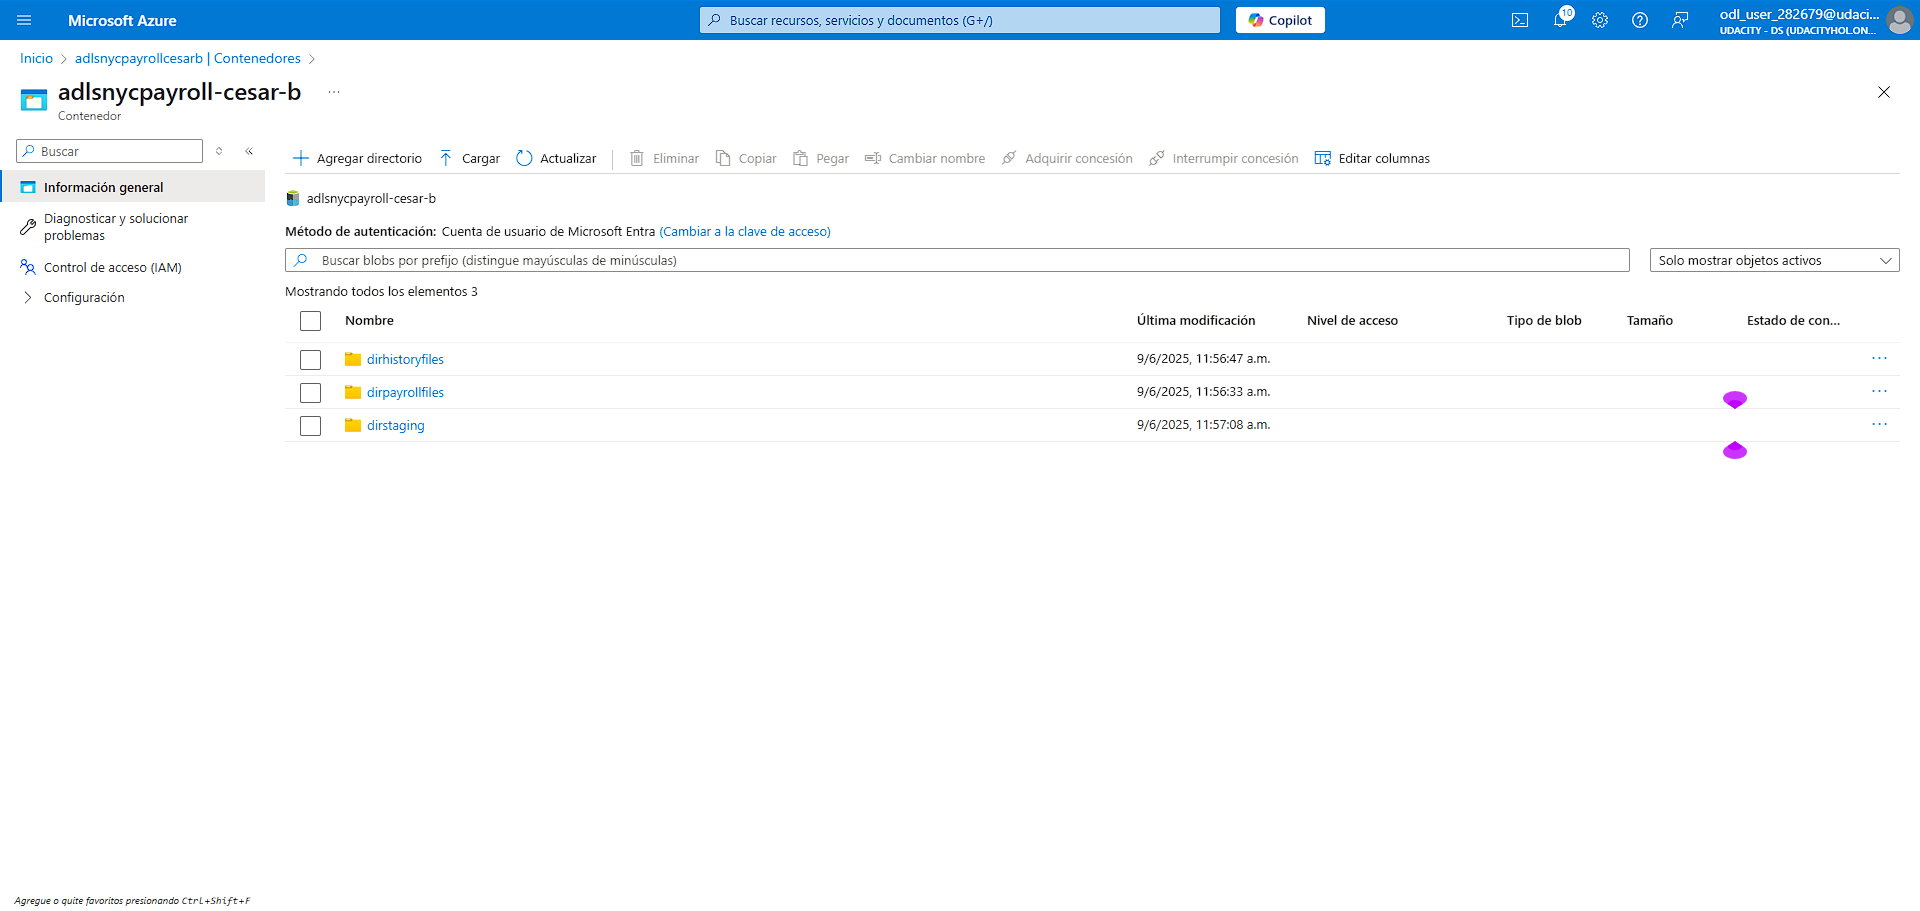 Microsoft Azure
Buscar recursos, servicios y documentos (G+/)
Copilot
10
odl_user_282679@udaci...
UDACITY - DS (UDACITYHOL.ON...
Inicio
adlsnycpayrollcesarb | Contenedores
adlsnycpayroll-cesar-b
Contenedor
Buscar
Agregar directorio
Cargar
Actualizar
Eliminar
Copiar
Pegar
Cambiar nombre
Adquirir concesión
Interrumpir concesión
Editar columnas
Información general
Diagnosticar y solucionar
problemas
Control de acceso (IAM)
Configuración
adlsnycpayroll-cesar-b
Método de autenticación: Cuenta de usuario de Microsoft Entra (Cambiar a la clave de acceso)
Buscar blobs por prefijo (distingue mayúsculas de minúsculas)
Solo mostrar objetos activos
Mostrando todos los elementos 3
Nombre Última modificación Nivel de acceso Tipo de blob Tamaño Estado de con...
dirhistoryfiles 9/6/2025, 11:56:47 a.m.
dirpayrollfiles 9/6/2025, 11:56:33 a.m.
dirstaging 9/6/2025, 11:57:08 a.m.
Agregue o quite favoritos presionando Ctrl+Shift+F